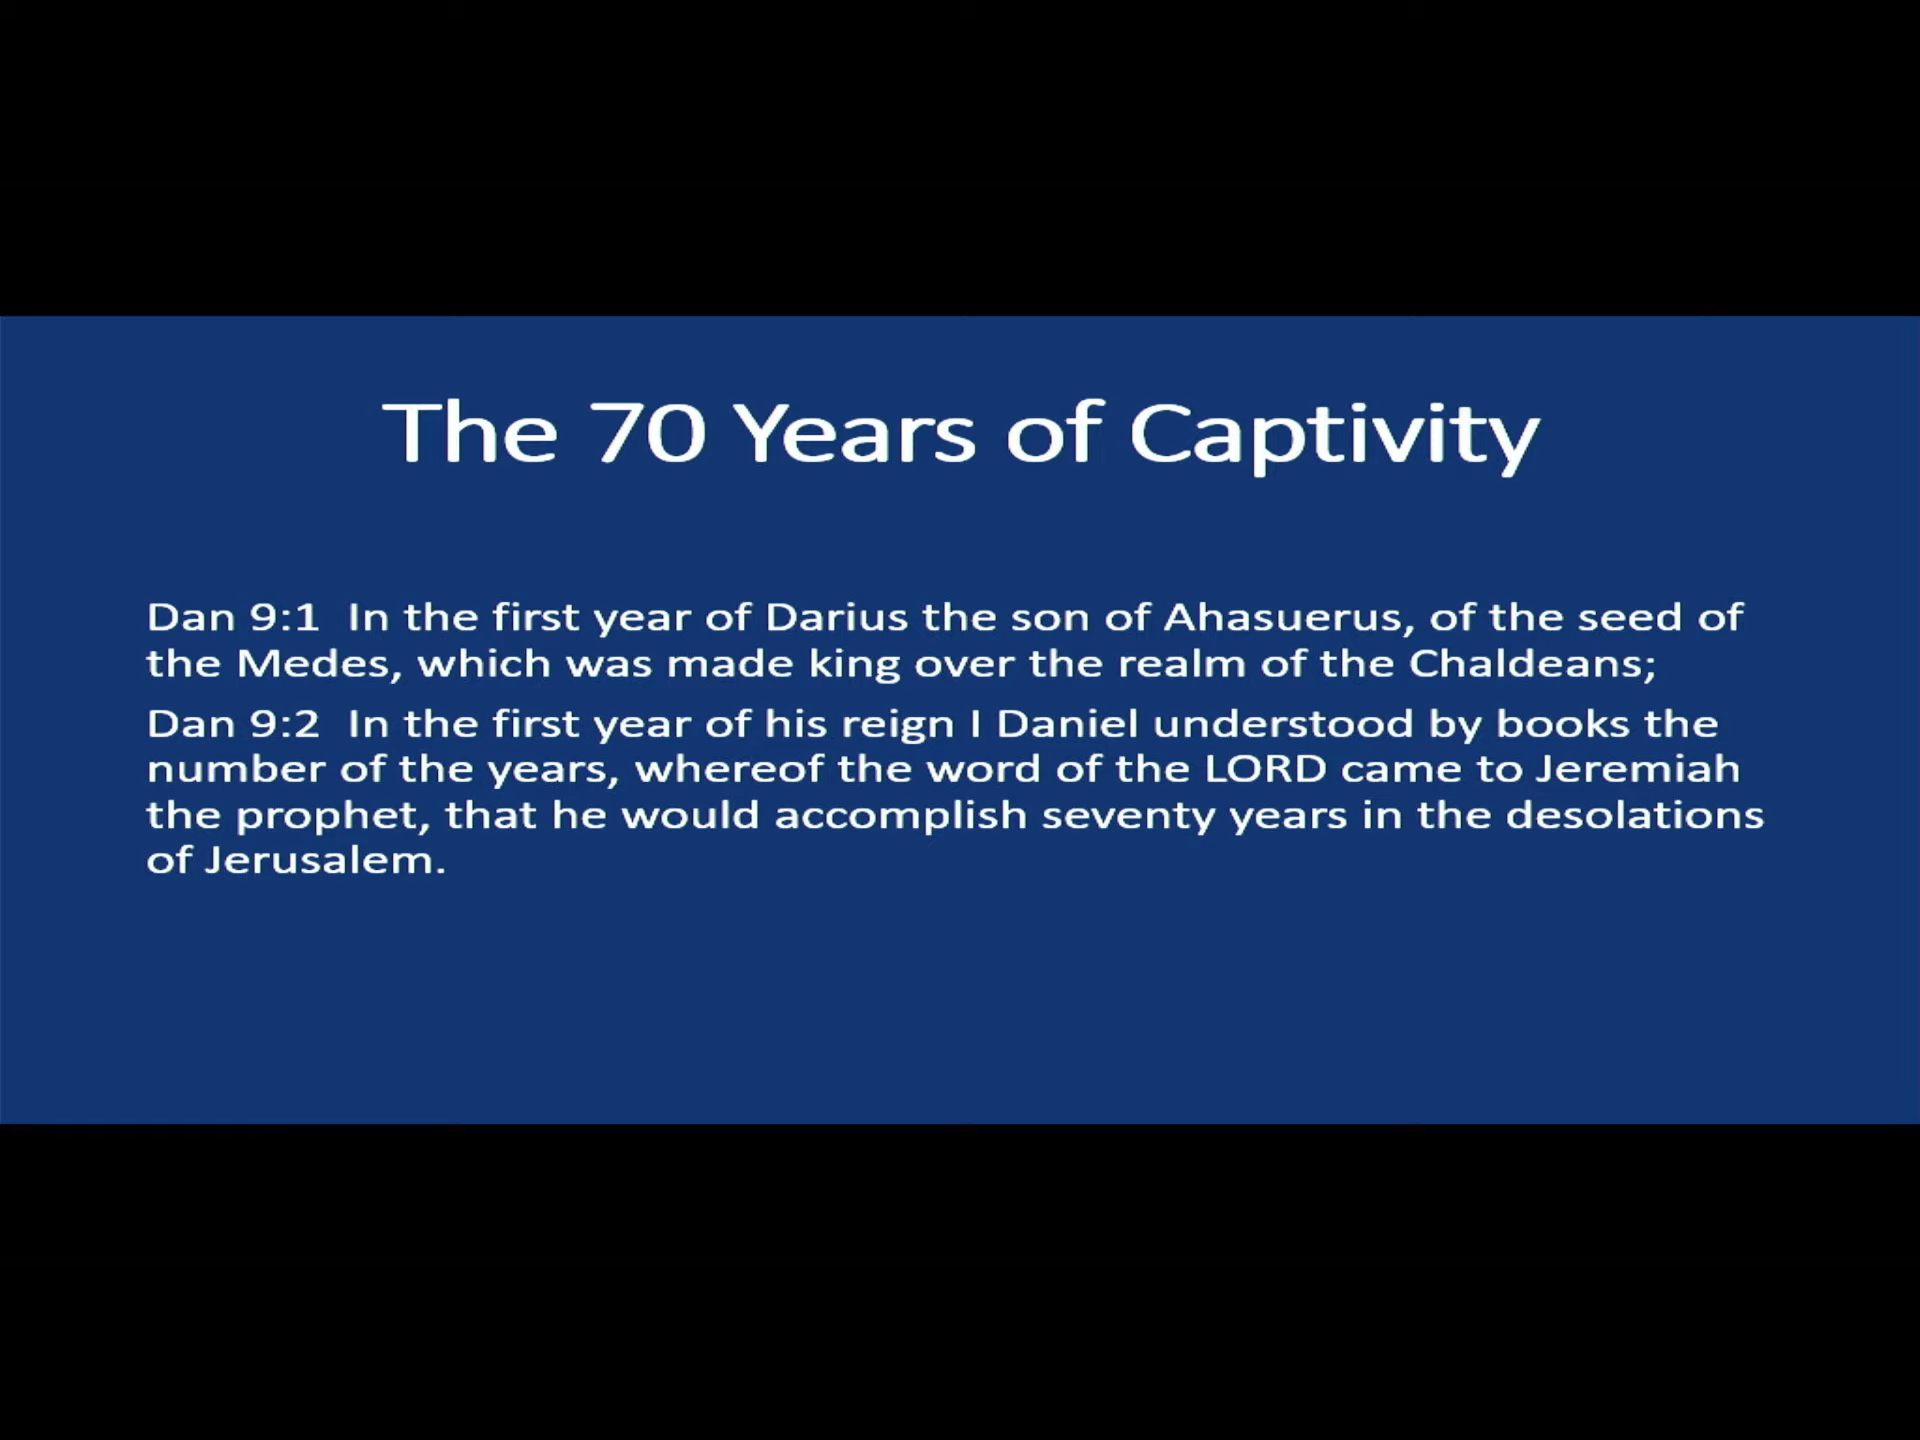 The 70 Years of Captivity
Dan 9:1  In the first year of Darius the son of Ahasuerus, of the seed of
the Medes, which was made king over the realm of the Chaldeans;
Dan 9:2  In the first year of his reign I Daniel understood by books the
number of the years, whereof the word of the LORD came to Jeremiah
the prophet, that he would accomplish seventy years in the desolations
of Jerusalem.